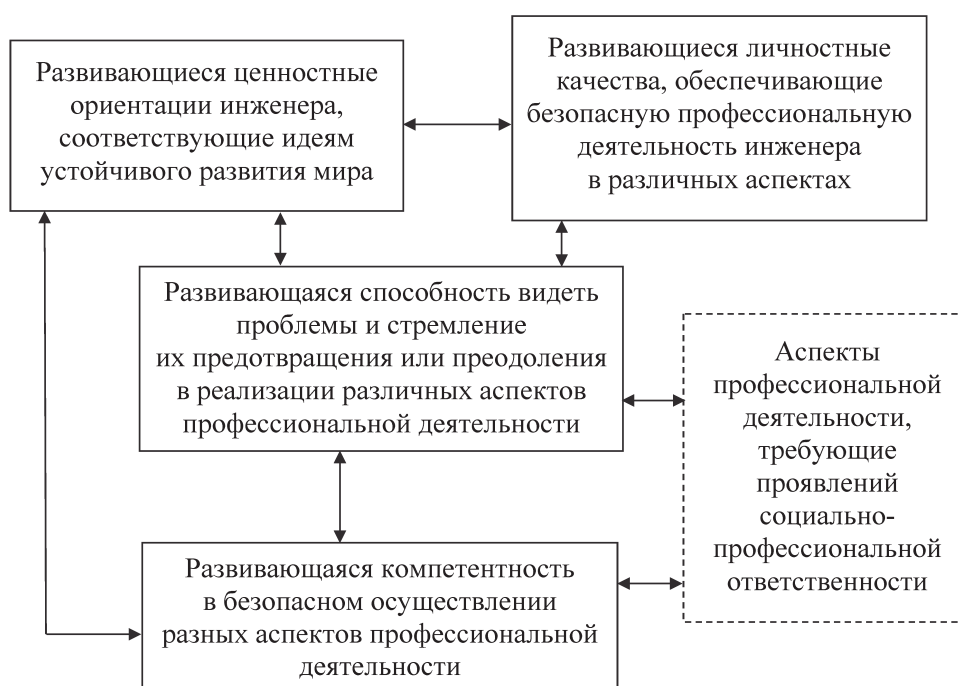 Развивающиеся ценностные
ориентации инженера,
соответствующие идеям
устойчивого развития мира
Развивающиеся личностные
качества, обеспечивающие
безопасную профессиональную
деятельность инженера
в различных аспектах
Развивающаяся способность видеть
проблемы и стремление
их предотвращения или преодоления
в реализации различных аспектов
профессиональной деятельности
Аспекты
профессиональной
деятельности,
требующие
проявлений
социально-
профессиональной
ответственности
Развивающаяся компетентность
в безопасном осуществлении
разных аспектов профессиональной
деятельности